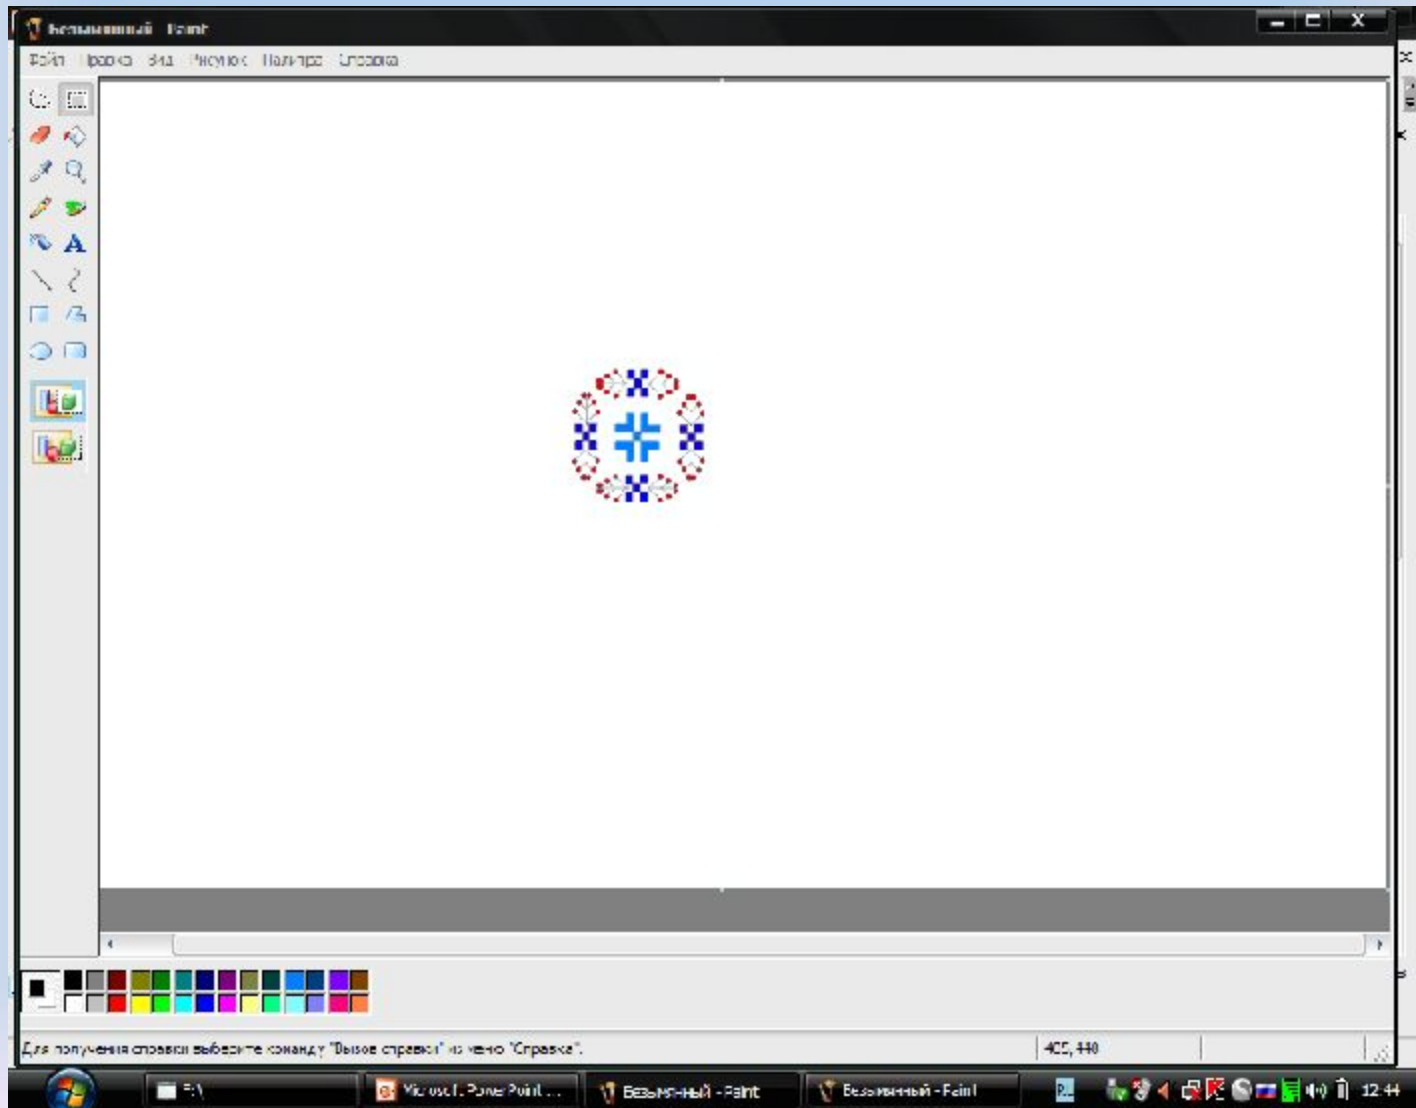 Безымянный - Paint
Файл Правка Вид Рисунок Палитра Справка
A
Для получения справки выберите команду "Вызов справки" из меню "Справка".
F:\
Microsoft PowerPoint ...
Безымянный - Paint
Безымянный - Paint
RU
12:44